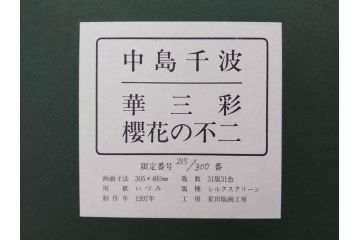 中島千波
華三彩
櫻花の不二
限定番号 215/300 番
画面寸法 305×460㎜ 版数 31版31色
用紙 いづみ 版種 シルクスクリーン
制作年 1997年 工房 星田版画工房